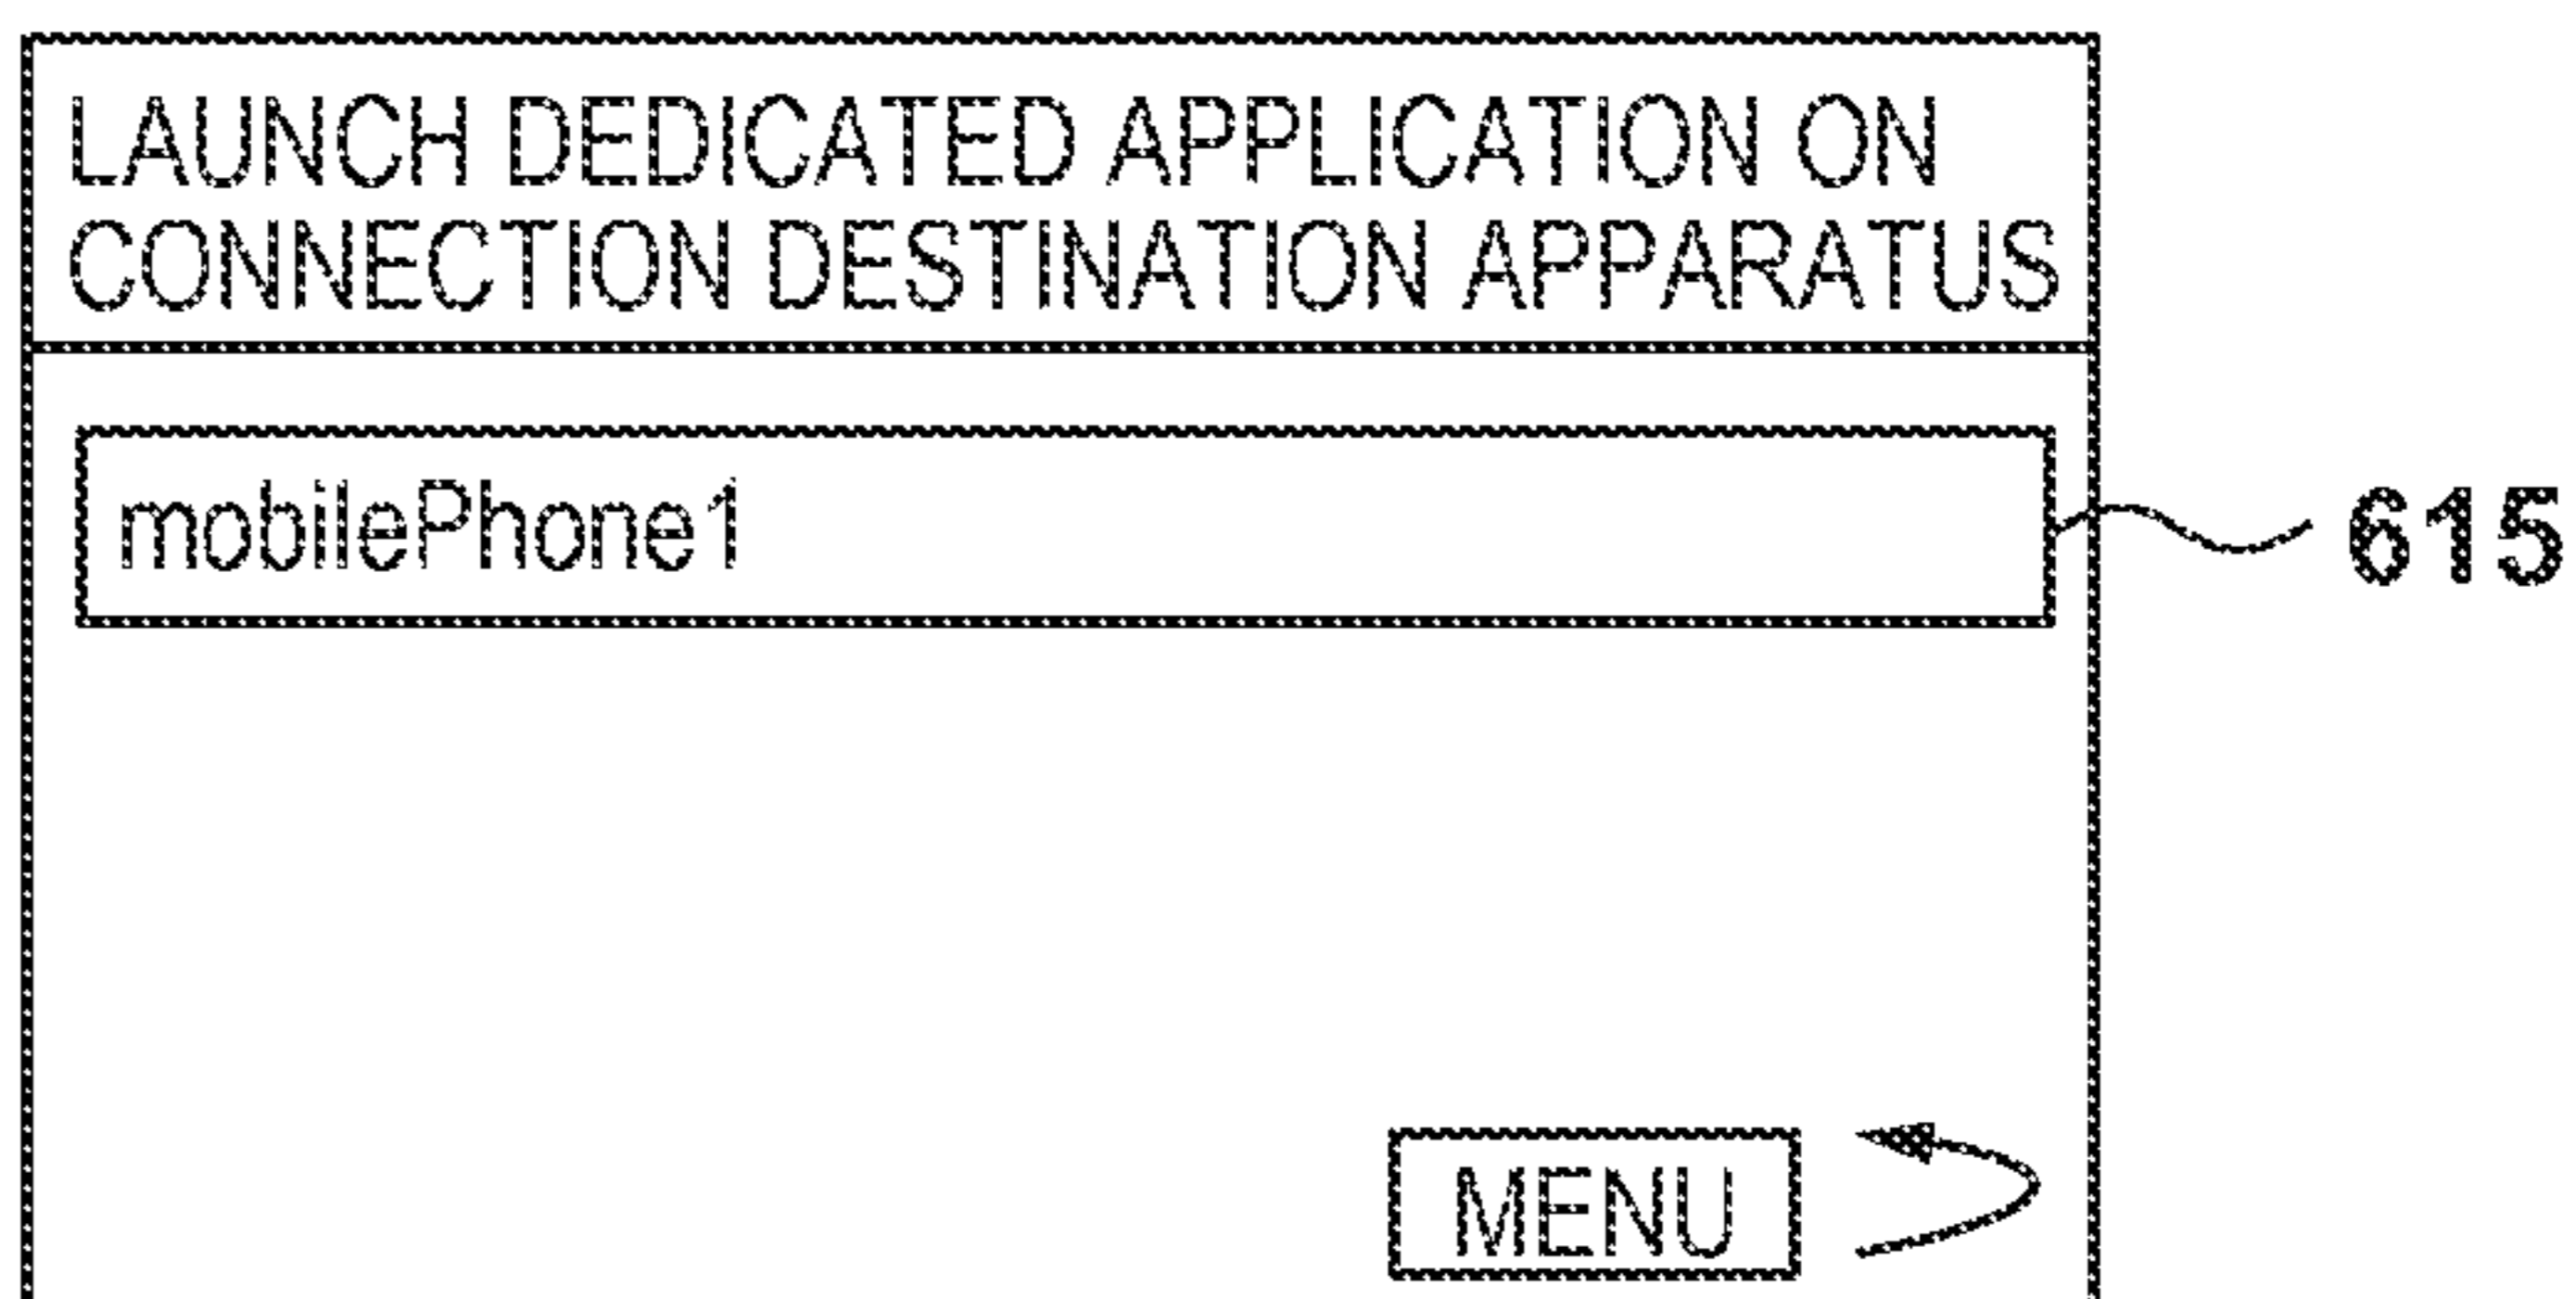 LAUNCH DEDICATED APPLICATION ON
CONNECTION DESTINATION APPARATUS
mobilePhone1
615
MENU